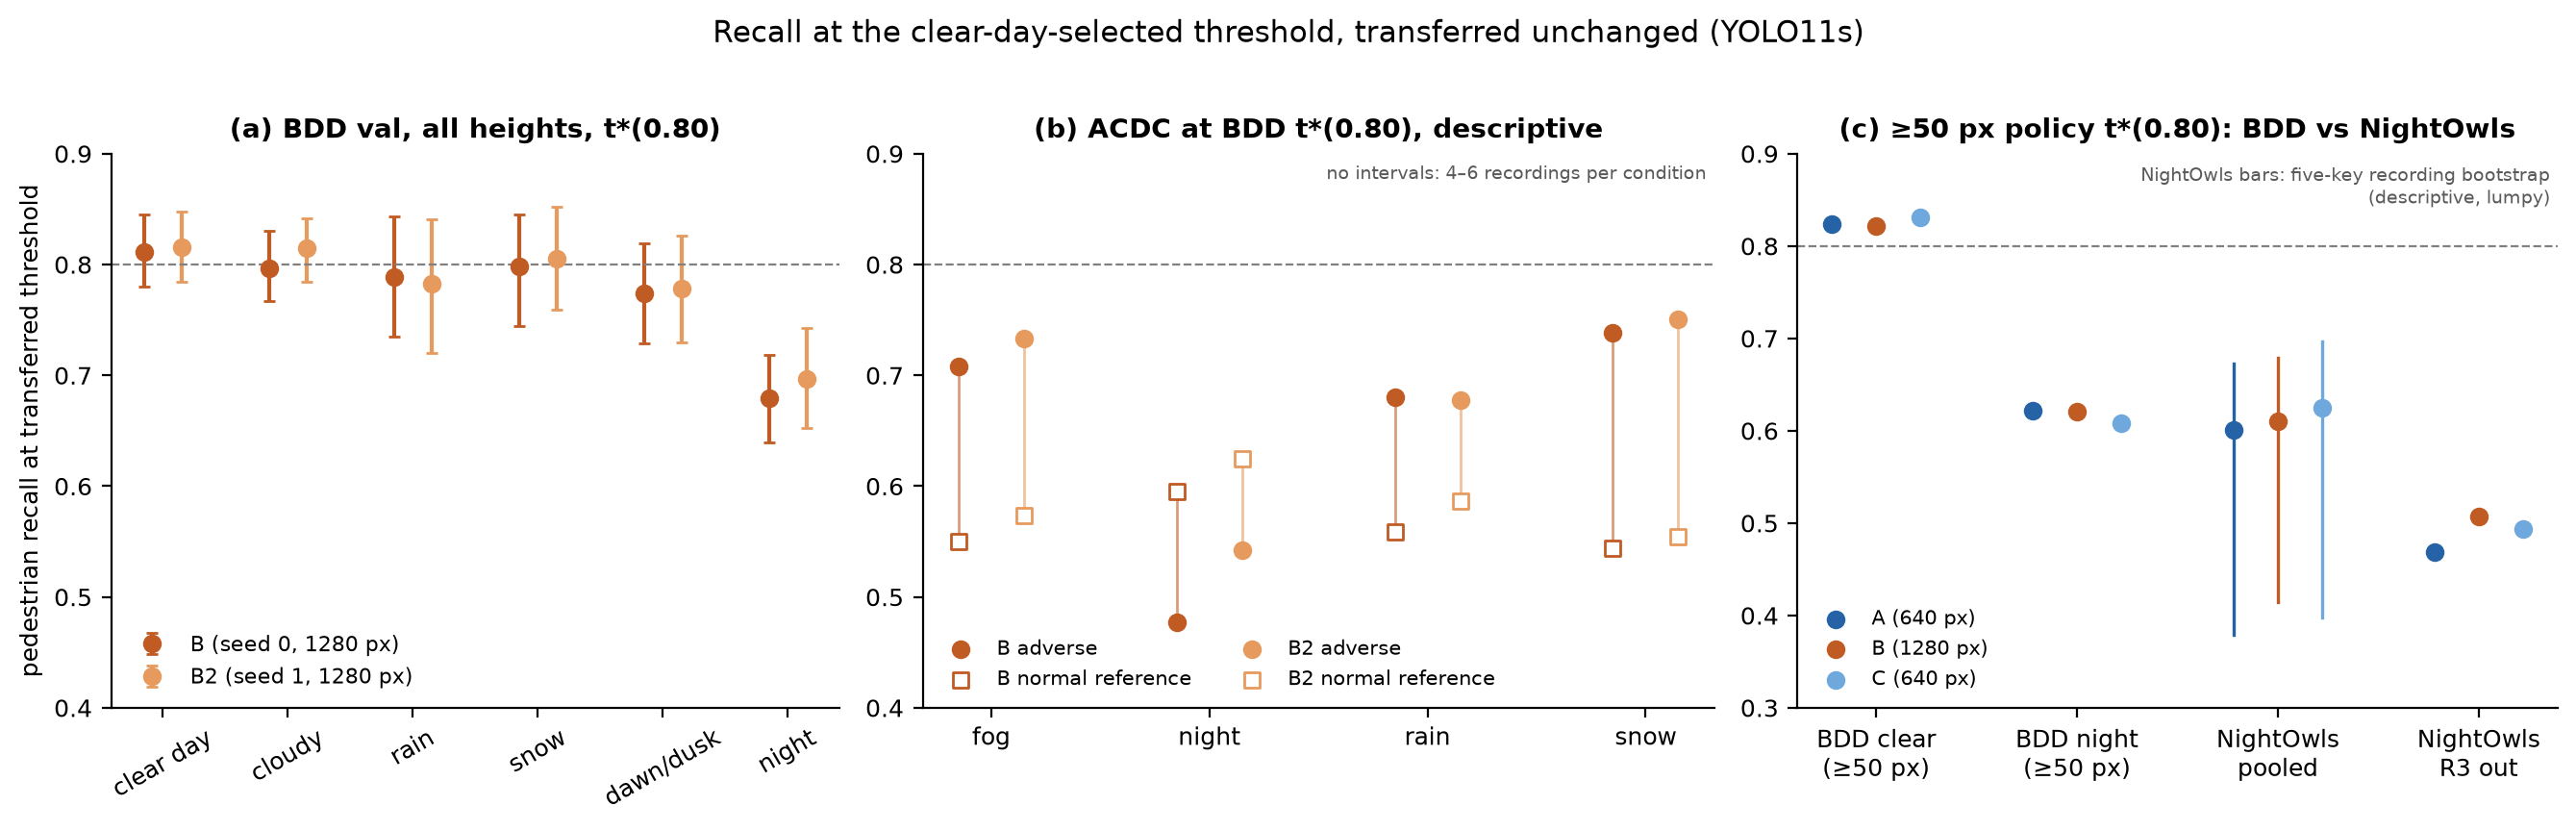 Recall at the clear-day-selected threshold, transferred unchanged (YOLO11s)
(a) BDD val, all heights, t*(0.80)
pedestrian recall at transferred threshold
0.9
0.8
0.7
0.6
0.5
0.4
B (seed 0, 1280 px)
B2 (seed 1, 1280 px)
clear day
cloudy
rain
snow
dawn/dusk
night
(b) ACDC at BDD t*(0.80), descriptive
no intervals: 4–6 recordings per condition
0.9
0.8
0.7
0.6
0.5
0.4
B adverse
B normal reference
B2 adverse
B2 normal reference
fog
night
rain
snow
(c) ≥50 px policy t*(0.80): BDD vs NightOwls
NightOwls bars: five-key recording bootstrap
(descriptive, lumpy)
0.9
0.8
0.7
0.6
0.5
0.4
0.3
A (640 px)
B (1280 px)
C (640 px)
BDD clear
(≥50 px)
BDD night
(≥50 px)
NightOwls
pooled
NightOwls
R3 out